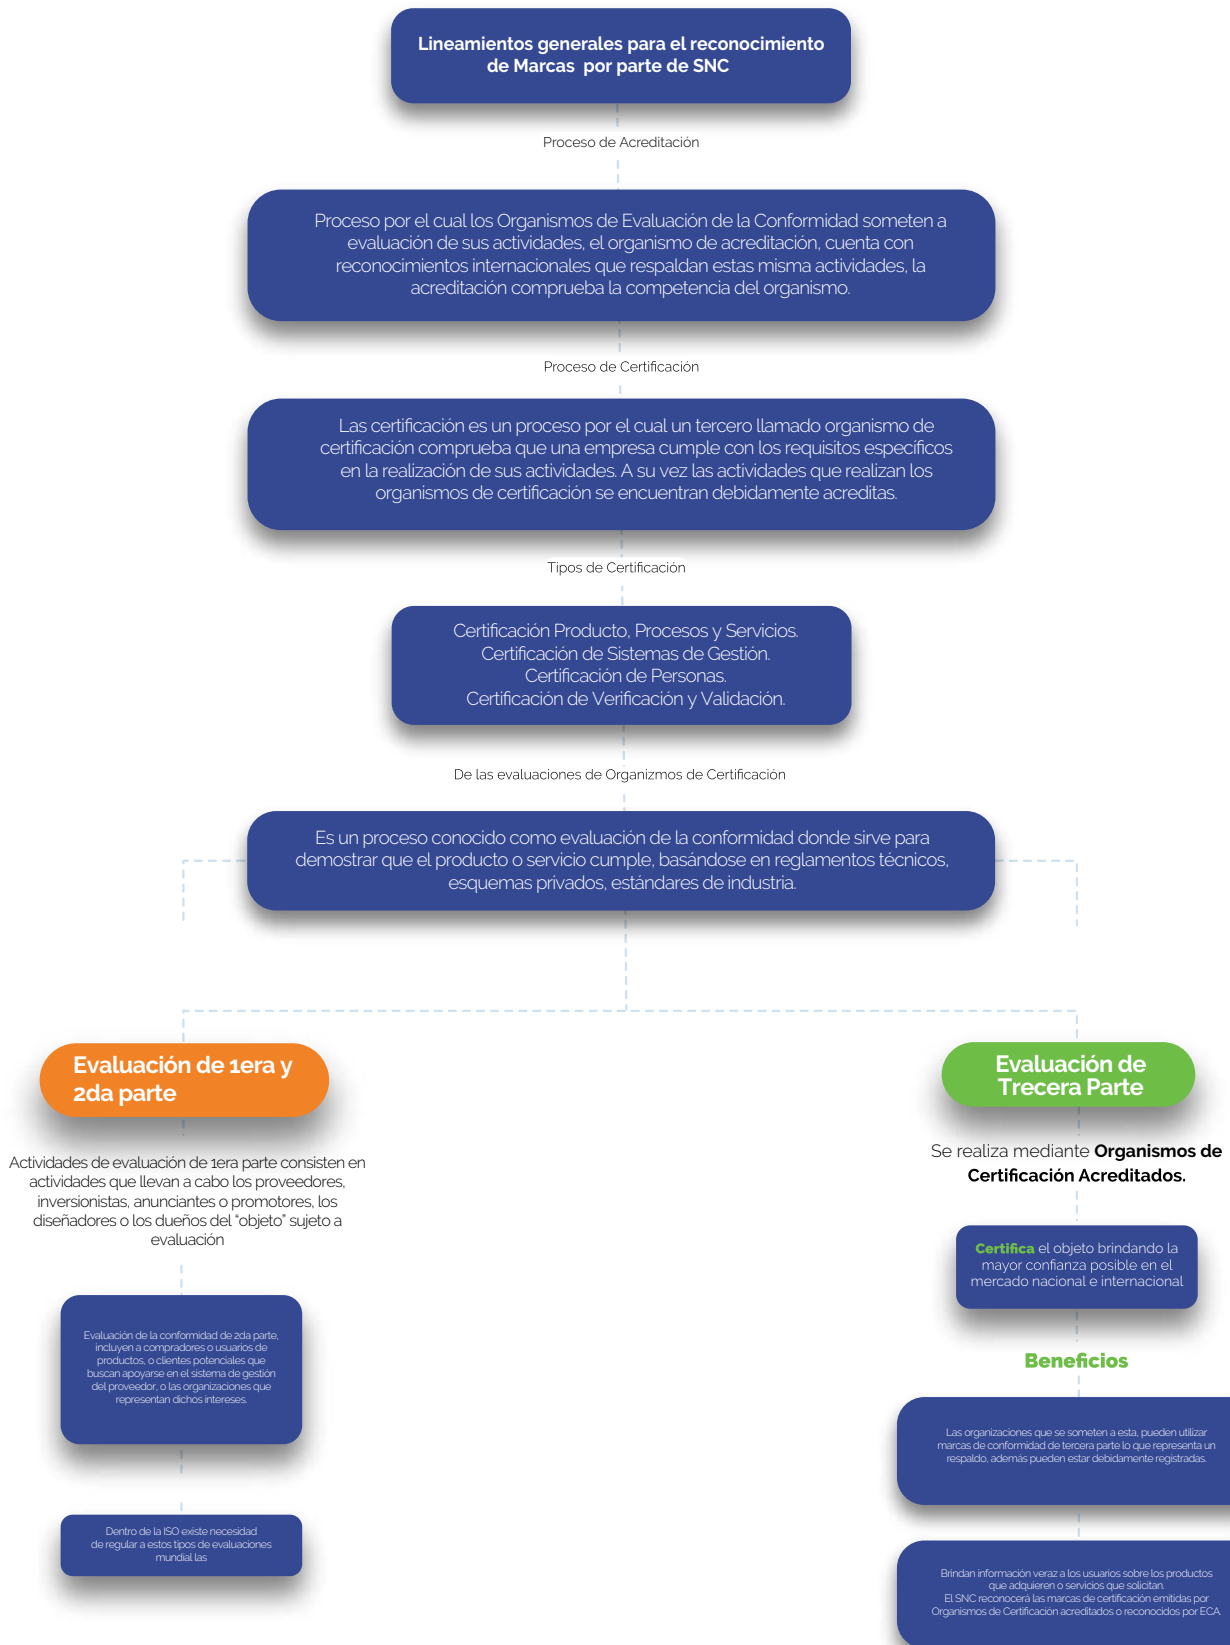 Lineamientos generales para el reconocimiento
de Marcas por parte de SNC
Proceso de Acreditación
Proceso por el cual los Organismos de Evaluación de la Conformidad someten a
evaluación de sus actividades, el organismo de acreditación, cuenta con
reconocimientos internacionales que respaldan estas misma actividades, la
acreditación comprueba la competencia del organismo.
Proceso de Certificación
Las certificación es un proceso por el cual un tercero llamado organismo de
certificación comprueba que una empresa cumple con los requisitos específicos
en la realización de sus actividades. A su vez las actividades que realizan los
organismos de certificación se encuentran debidamente acreditas.
Tipos de Certificación
Certificación Producto, Procesos y Servicios.
Certificación de Sistemas de Gestión.
Certificación de Personas.
Certificación de Verificación y Validación.
De las evaluaciones de Organizmos de Certificación
Es un proceso conocido como evaluación de la conformidad donde sirve para
demostrar que el producto o servicio cumple, basándose en reglamentos técnicos,
esquemas privados, estándares de industria.
Evaluación de 1era y
2da parte
Actividades de evaluación de 1era parte consisten en
actividades que llevan a cabo los proveedores,
inversionistas, anunciantes o promotores, los
diseñadores o los dueños del "objeto" sujeto a
evaluación
Evaluación de la conformidad de 2da parte,
incluyen a compradores o usuarios de
productos, o clientes potenciales que
buscan apoyarse en el sistema de gestión
del proveedor, o las organizaciones que
representan dichos intereses.
Dentro de la ISO existe necesidad
de regular a estos tipos de evaluaciones
mundial las
Evaluación de
Trecera Parte
Se realiza mediante Organismos de
Certificación Acreditados.
Certifica el objeto brindando la
mayor confianza posible en el
mercado nacional e internacional
Beneficios
Las organizaciones que se someten a esta, pueden utilizar
marcas de conformidad de tercera parte lo que representa un
respaldo, además pueden estar debidamente registradas.
Brindan información veraz a los usuarios sobre los productos
que adquieren o servicios que solicitan.
El SNC reconocerá las marcas de certificación emitidas por
Organismos de Certificación acreditados o reconocidos por ECA.